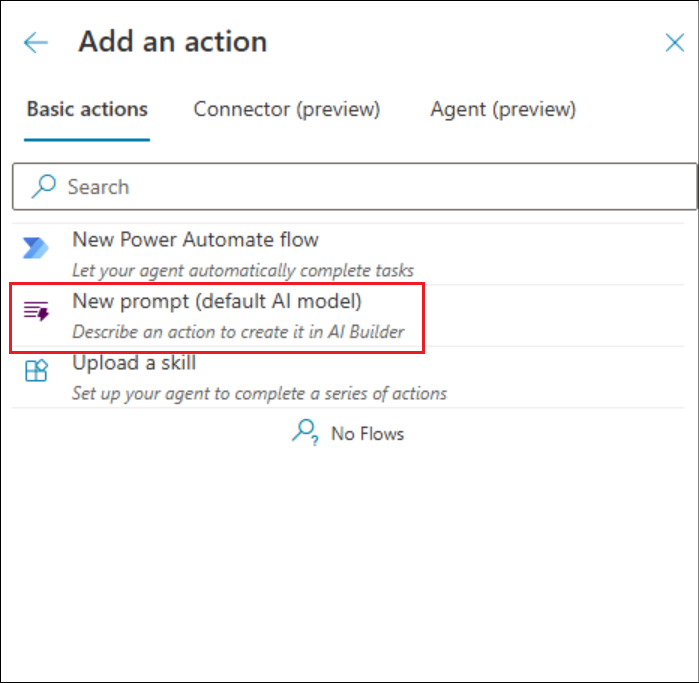 Add an action
Basic actions
Connector (preview)
Agent (preview)
Search
New Power Automate flow
Let your agent automatically complete tasks
New prompt (default AI model)
Describe an action to create it in AI Builder
Upload a skill
Set up your agent to complete a series of actions
No Flows